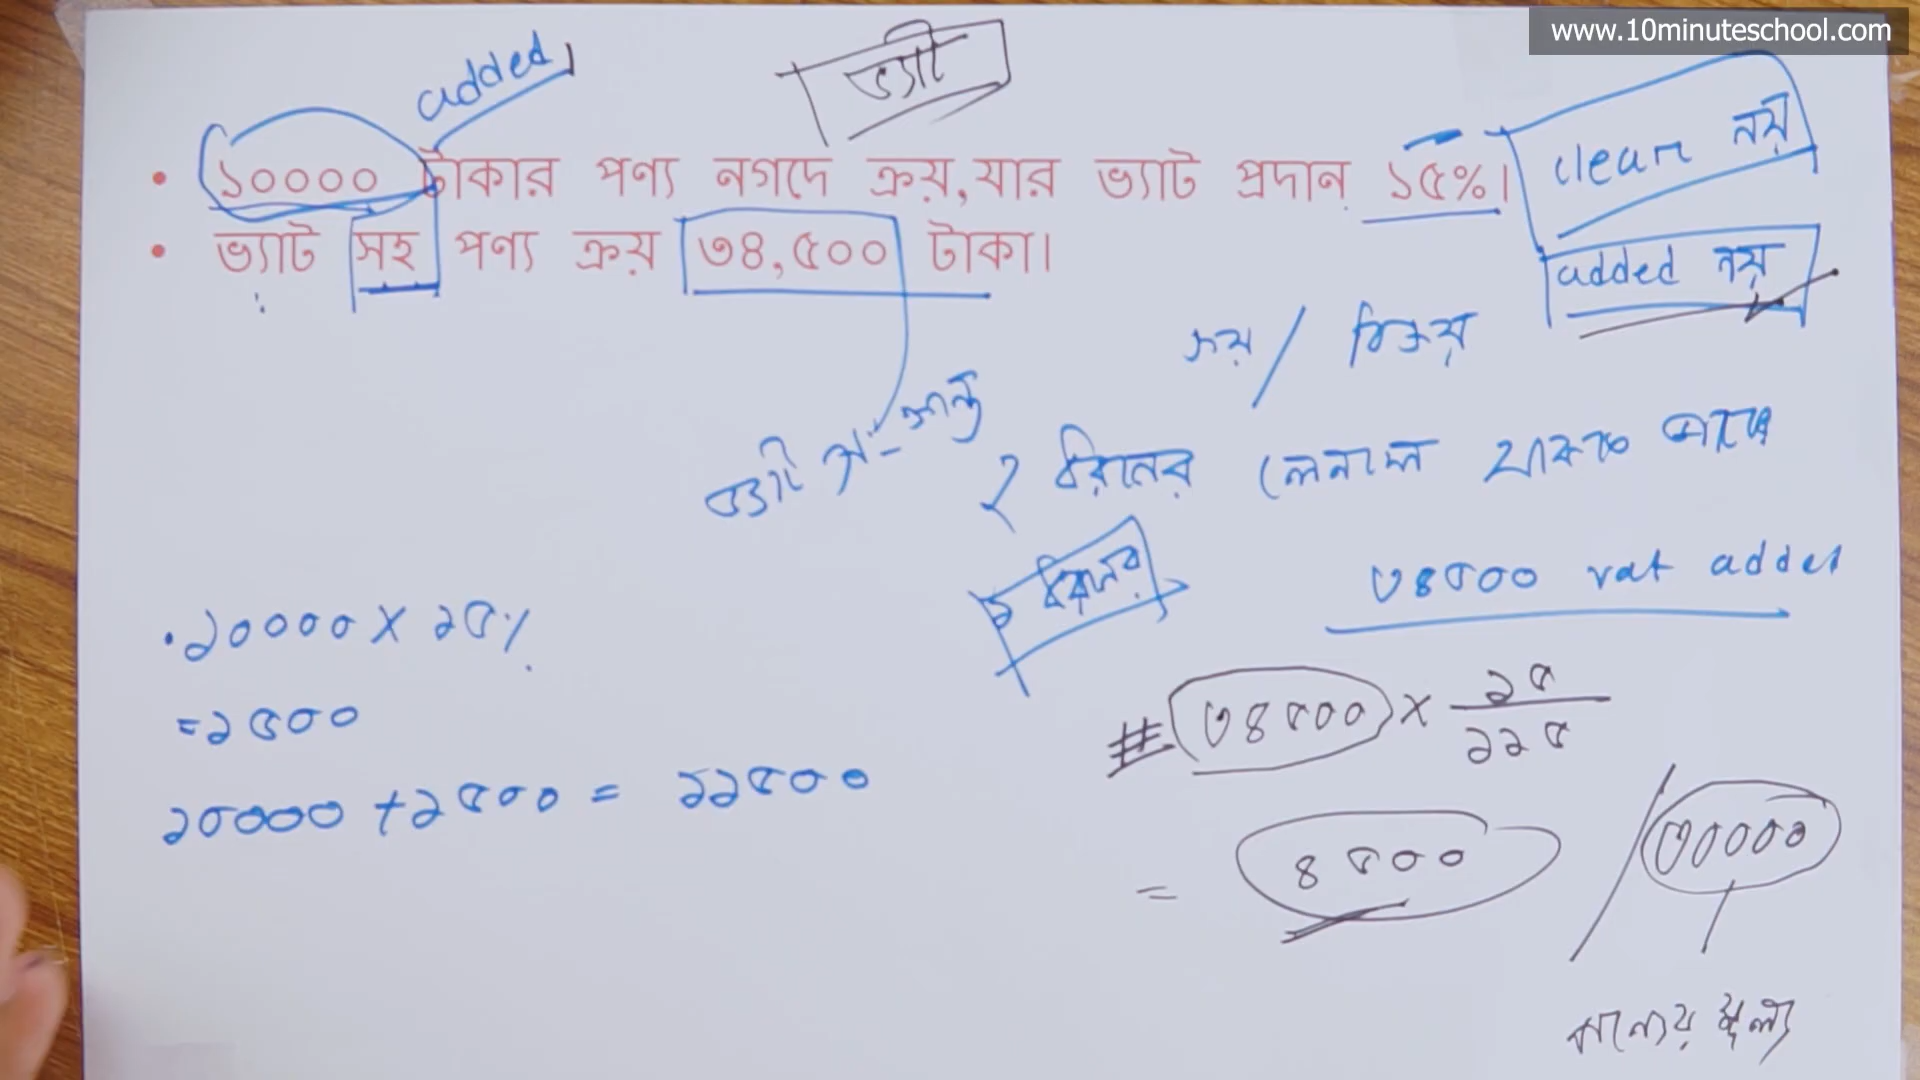 www.10minuteschool.com
added
ভ্যাট
• ১০০০০ টাকার পণ্য নগদে ক্রয়,যার ভ্যাট প্রদান ১৫%।
clear নয়
• ভ্যাট সহ পণ্য ক্রয় ৩৪,৫০০ টাকা।
added নয়
ক্রয় / বিক্রয়
২ ধরনের লেনদেন থাকতে পারে
১ ধরনের
৩৪৫০০ vat added
১০০০০ × ১৫%
= ১৫০০
১০০০০ + ১৫০০ = ১১৫০০
# ৩৪৫০০ × ১৫
১১৫
= ৪৫০০ / ৩০০০০
পন্যের মূল্য